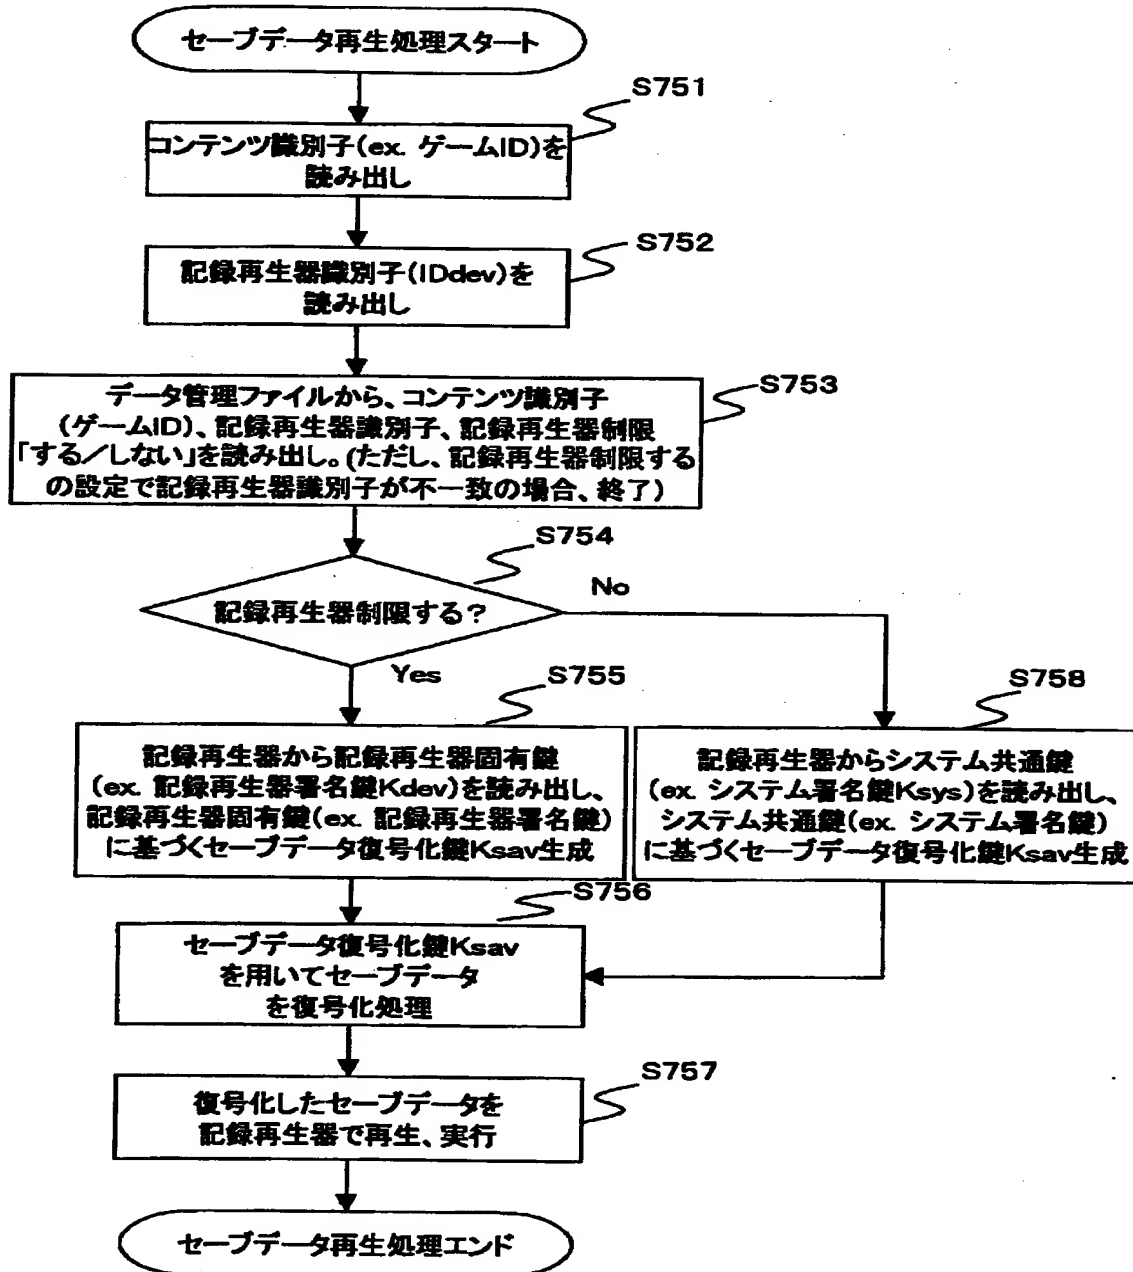 セーブデータ再生処理スタート
S751
コンテンツ識別子(ex. ゲームID)を
読み出し
S752
記録再生器識別子(IDdev)を
読み出し
S753
データ管理ファイルから、コンテンツ識別子
(ゲームID)、記録再生器識別子、記録再生器制限
「する/しない」を読み出し。(ただし、記録再生器制限する
の設定で記録再生器識別子が不一致の場合、終了)
S754
記録再生器制限する?
No
Yes
S755
記録再生器から記録再生器固有鍵
(ex. 記録再生器署名鍵Kdev)を読み出し、
記録再生器固有鍵(ex. 記録再生器署名鍵)
に基づくセーブデータ復号化鍵Ksav生成
S758
記録再生器からシステム共通鍵
(ex. システム署名鍵Ksys)を読み出し、
システム共通鍵(ex. システム署名鍵)
に基づくセーブデータ復号化鍵Ksav生成
S756
セーブデータ復号化鍵Ksav
を用いてセーブデータ
を復号化処理
S757
復号化したセーブデータを
記録再生器で再生、実行
セーブデータ再生処理エンド